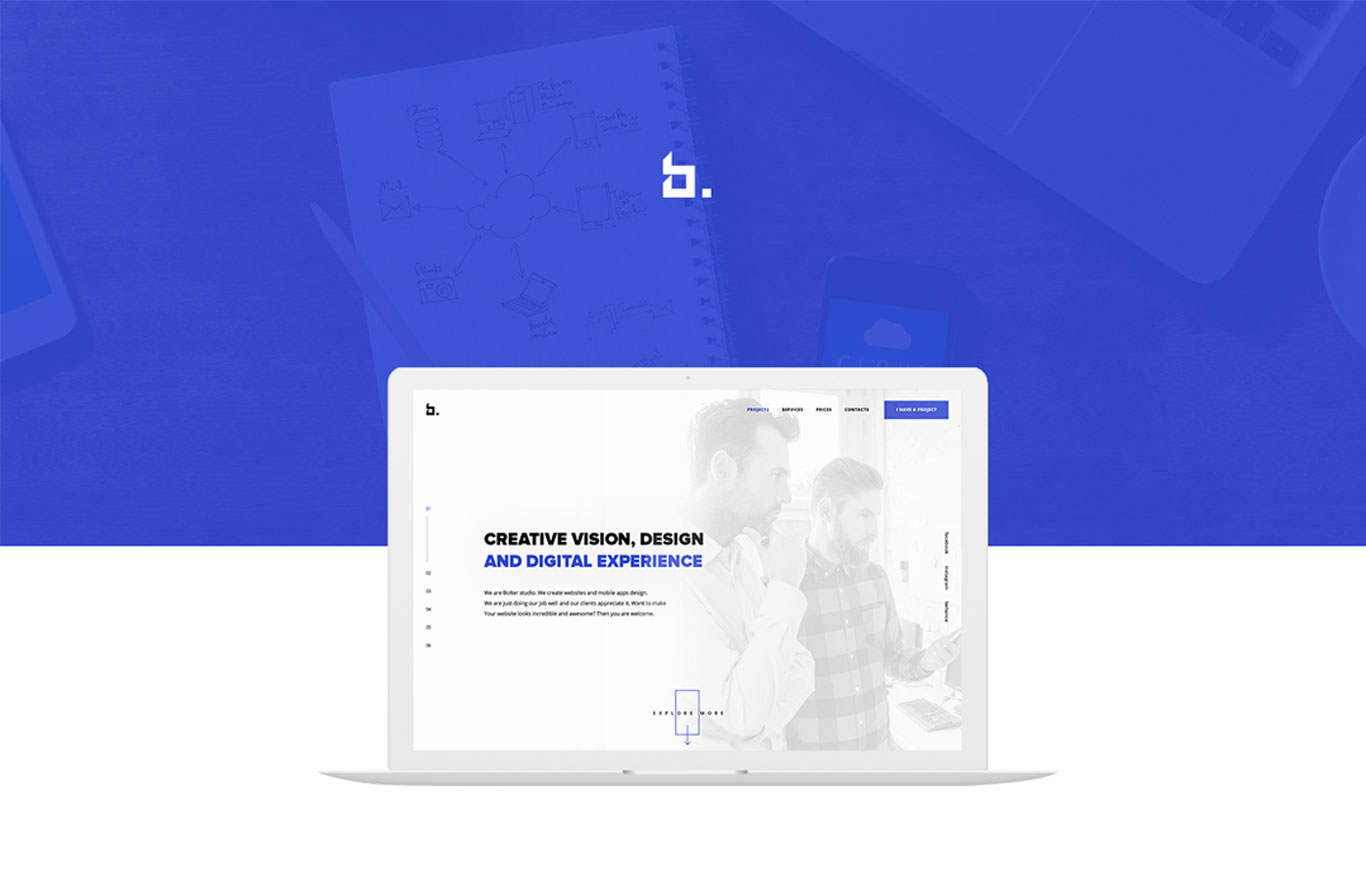 b.
CLOUD
b.
PROJECTS SERVICES PRICES CONTACTS I HAVE A PROJECT
01
02
03
04
05
06
CREATIVE VISION, DESIGN
AND DIGITAL EXPERIENCE
We are Bolter studio. We create websites and mobile apps design.
We are just doing our job well and our clients appreciate it. Want to make
Your website looks incredible and awesome? Then you are welcome.
facebook
instagram
behance
EXPLORE MORE